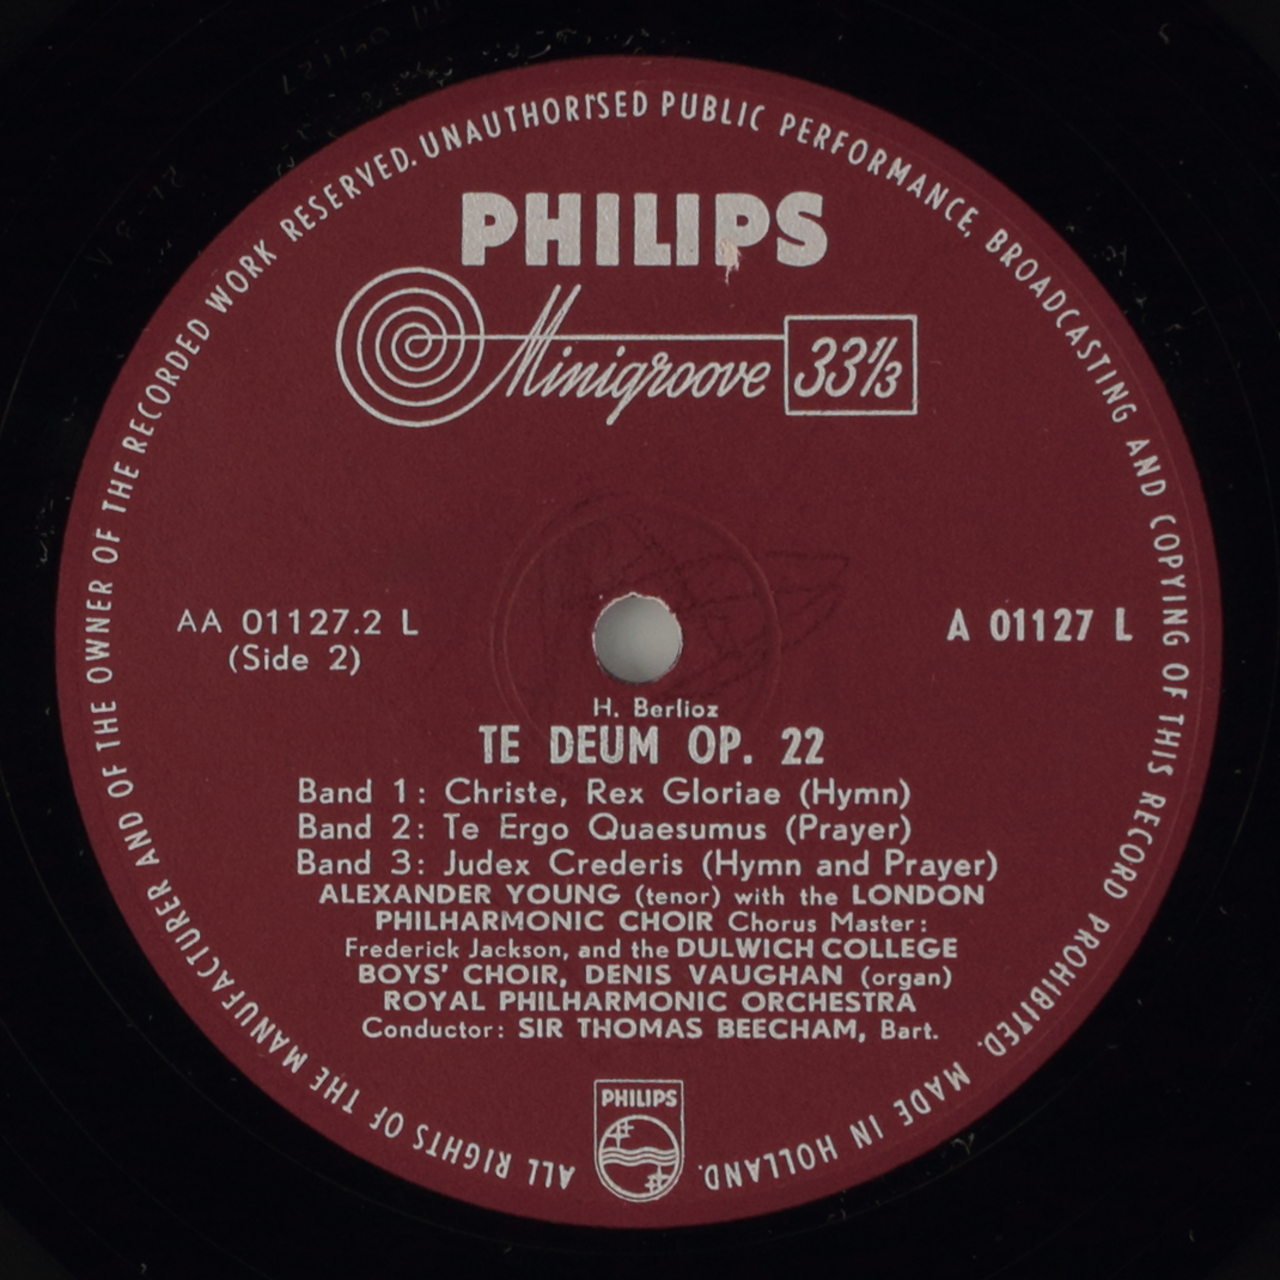 ALL RIGHTS OF THE MANUFACTURER AND OF THE OWNER OF THE RECORDED WORK RESERVED. UNAUTHORISED PUBLIC PERFORMANCE, BROADCASTING AND COPYING OF THIS RECORD PROHIBITED. MADE IN HOLLAND.
PHILIPS
Minigroove 33⅓
AA 01127.2 L
(Side 2)
A 01127 L
H. Berlioz
TE DEUM OP. 22
Band 1: Christe, Rex Gloriae (Hymn)
Band 2: Te Ergo Quaesumus (Prayer)
Band 3: Judex Crederis (Hymn and Prayer)
ALEXANDER YOUNG (tenor) with the LONDON
PHILHARMONIC CHOIR Chorus Master:
Frederick Jackson, and the DULWICH COLLEGE
BOYS' CHOIR, DENIS VAUGHAN (organ)
ROYAL PHILHARMONIC ORCHESTRA
Conductor: SIR THOMAS BEECHAM, Bart.
PHILIPS